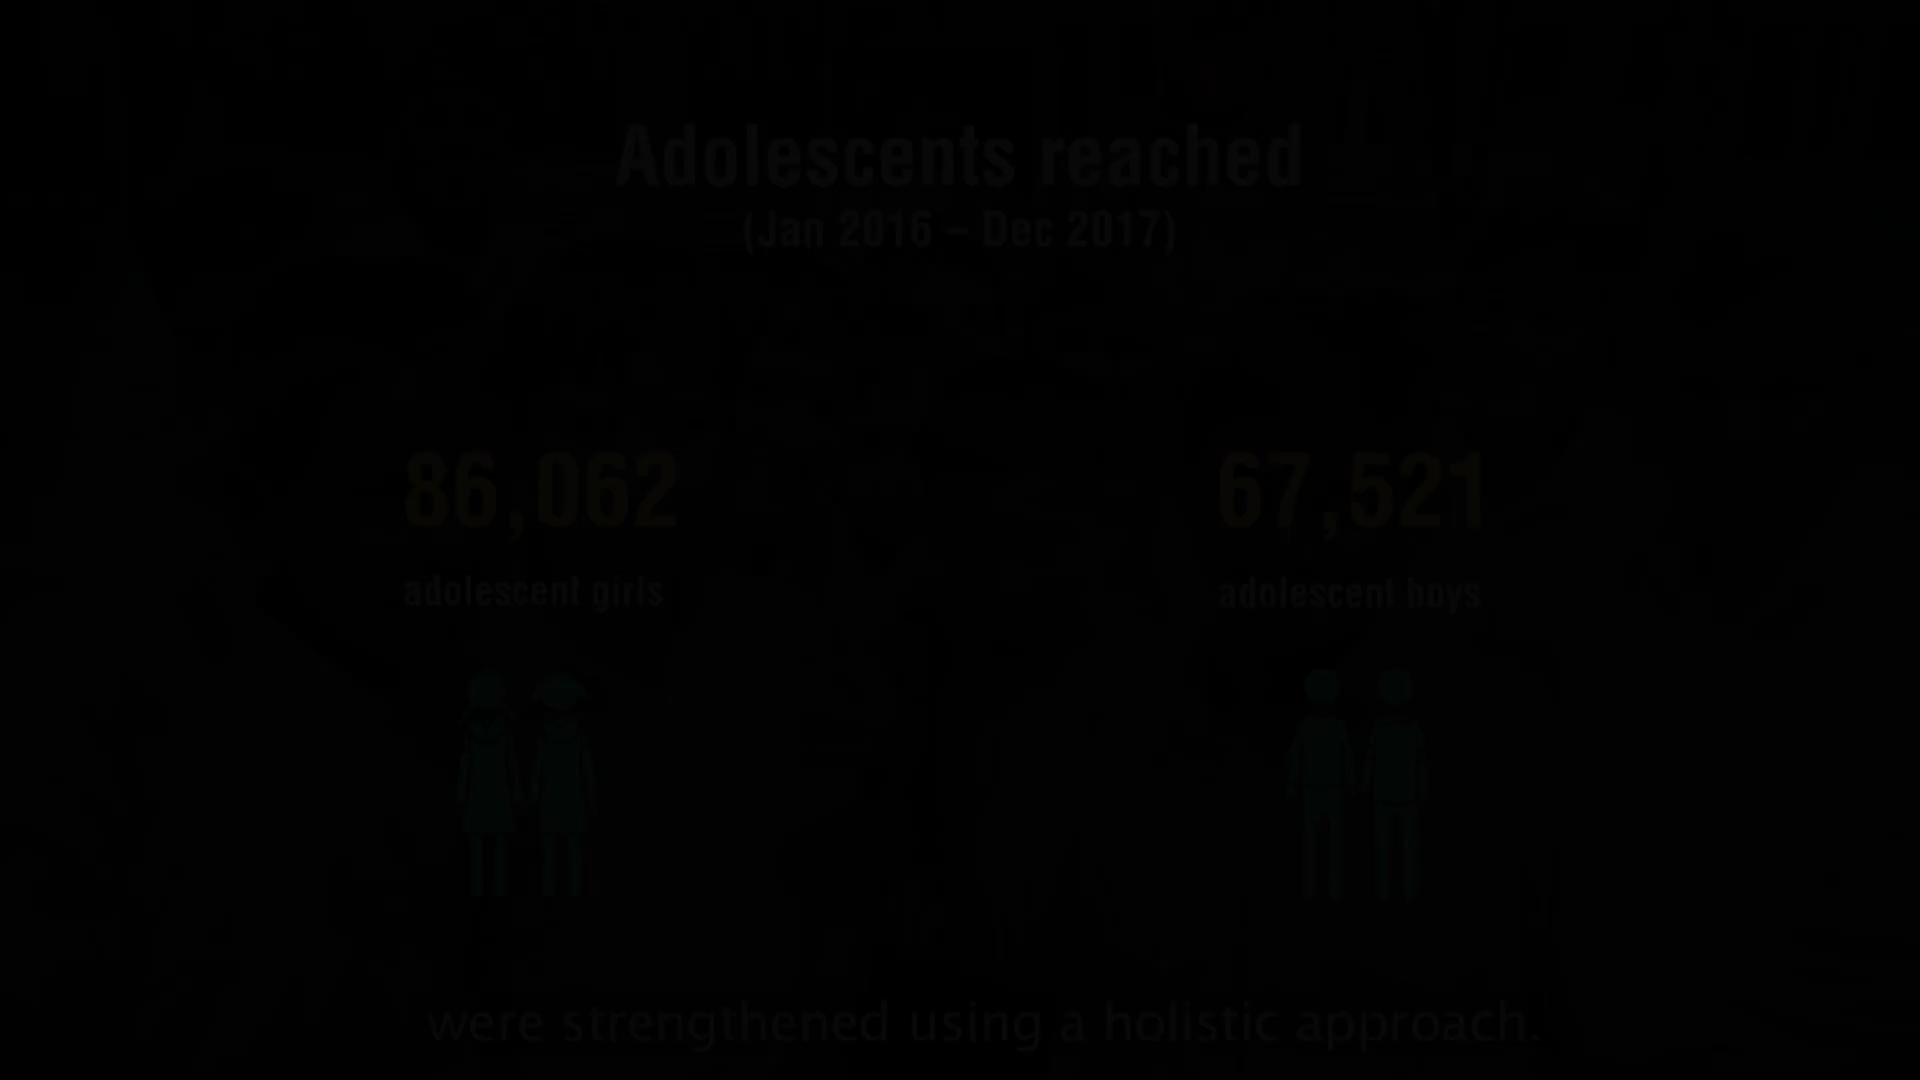 Adolescents reached
(Jan 2016 – Dec 2017)
86,062
67,521
adolescent girls
adolescent boys
were strengthened using a holistic approach.